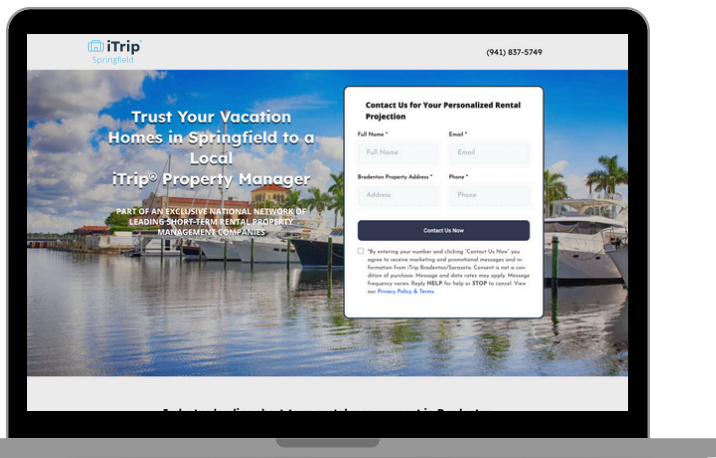 iTrip®
Springfield
(941) 837-5749
Trust Your Vacation
Homes in Springfield to a
Local
iTrip® Property Manager
PART OF AN EXCLUSIVE NATIONAL NETWORK OF
LEADING SHORT-TERM RENTAL PROPERTY
MANAGEMENT COMPANIES
Contact Us for Your Personalized Rental
Projection
Full Name * Email *
Full Name Email
Bradenton Property Address * Phone *
Address Phone
Contact Us Now
*By entering your number and clicking "Contact Us Now" you
agree to receive marketing and promotional messages and in-
formation from iTrip Bradenton/Sarasota. Consent is not a con-
dition of purchase. Message and data rates may apply. Message
frequency varies. Reply HELP for help or STOP to cancel. View
our Privacy Policy & Terms.